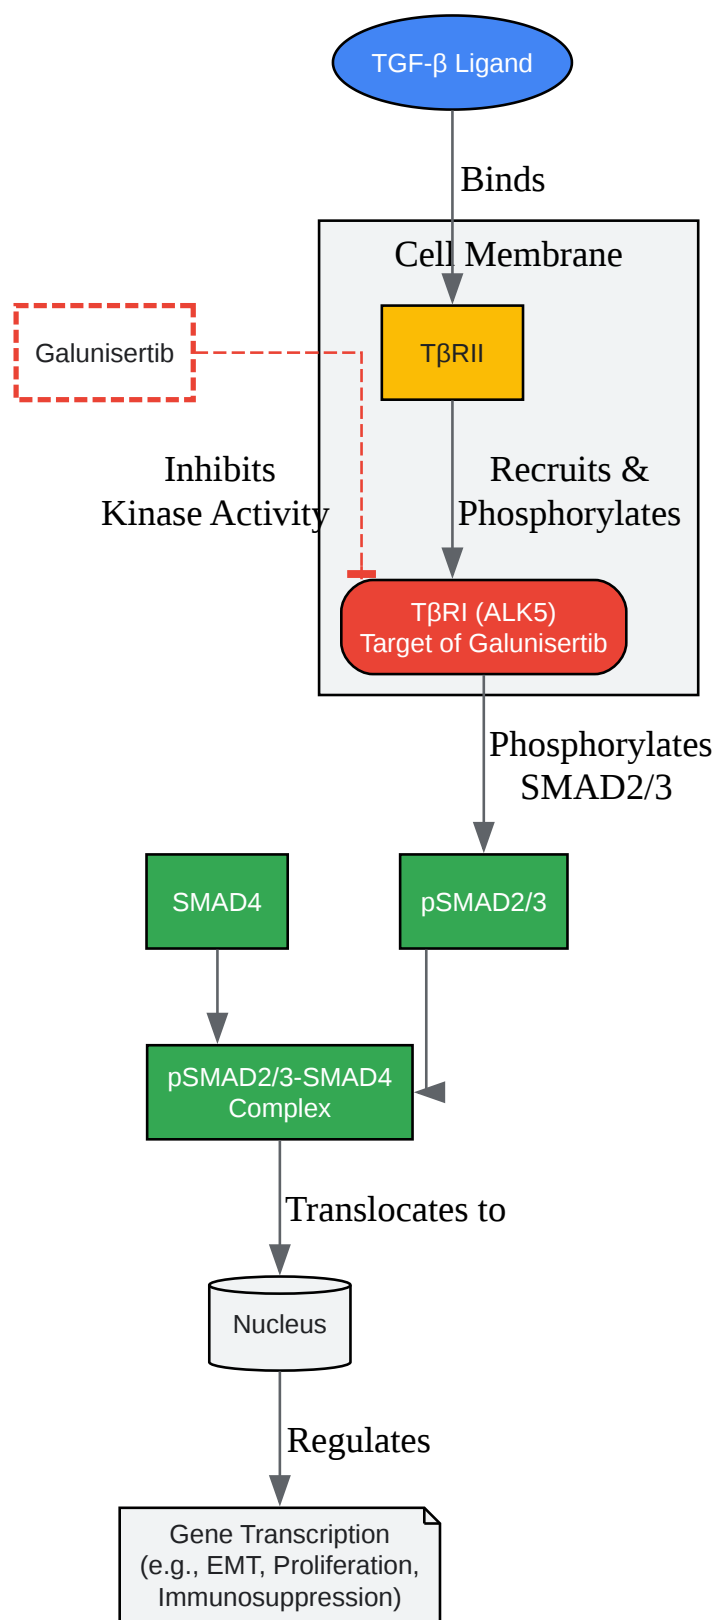 TGF-β Ligand
Binds
Cell Membrane
Galunisertib
TβRII
Inhibits
Kinase Activity
Recruits &
Phosphorylates
TβRI (ALK5)
Target of Galunisertib
Phosphorylates
SMAD2/3
SMAD4
pSMAD2/3
pSMAD2/3-SMAD4
Complex
Translocates to
Nucleus
Regulates
Gene Transcription
(e.g., EMT, Proliferation,
Immunosuppression)